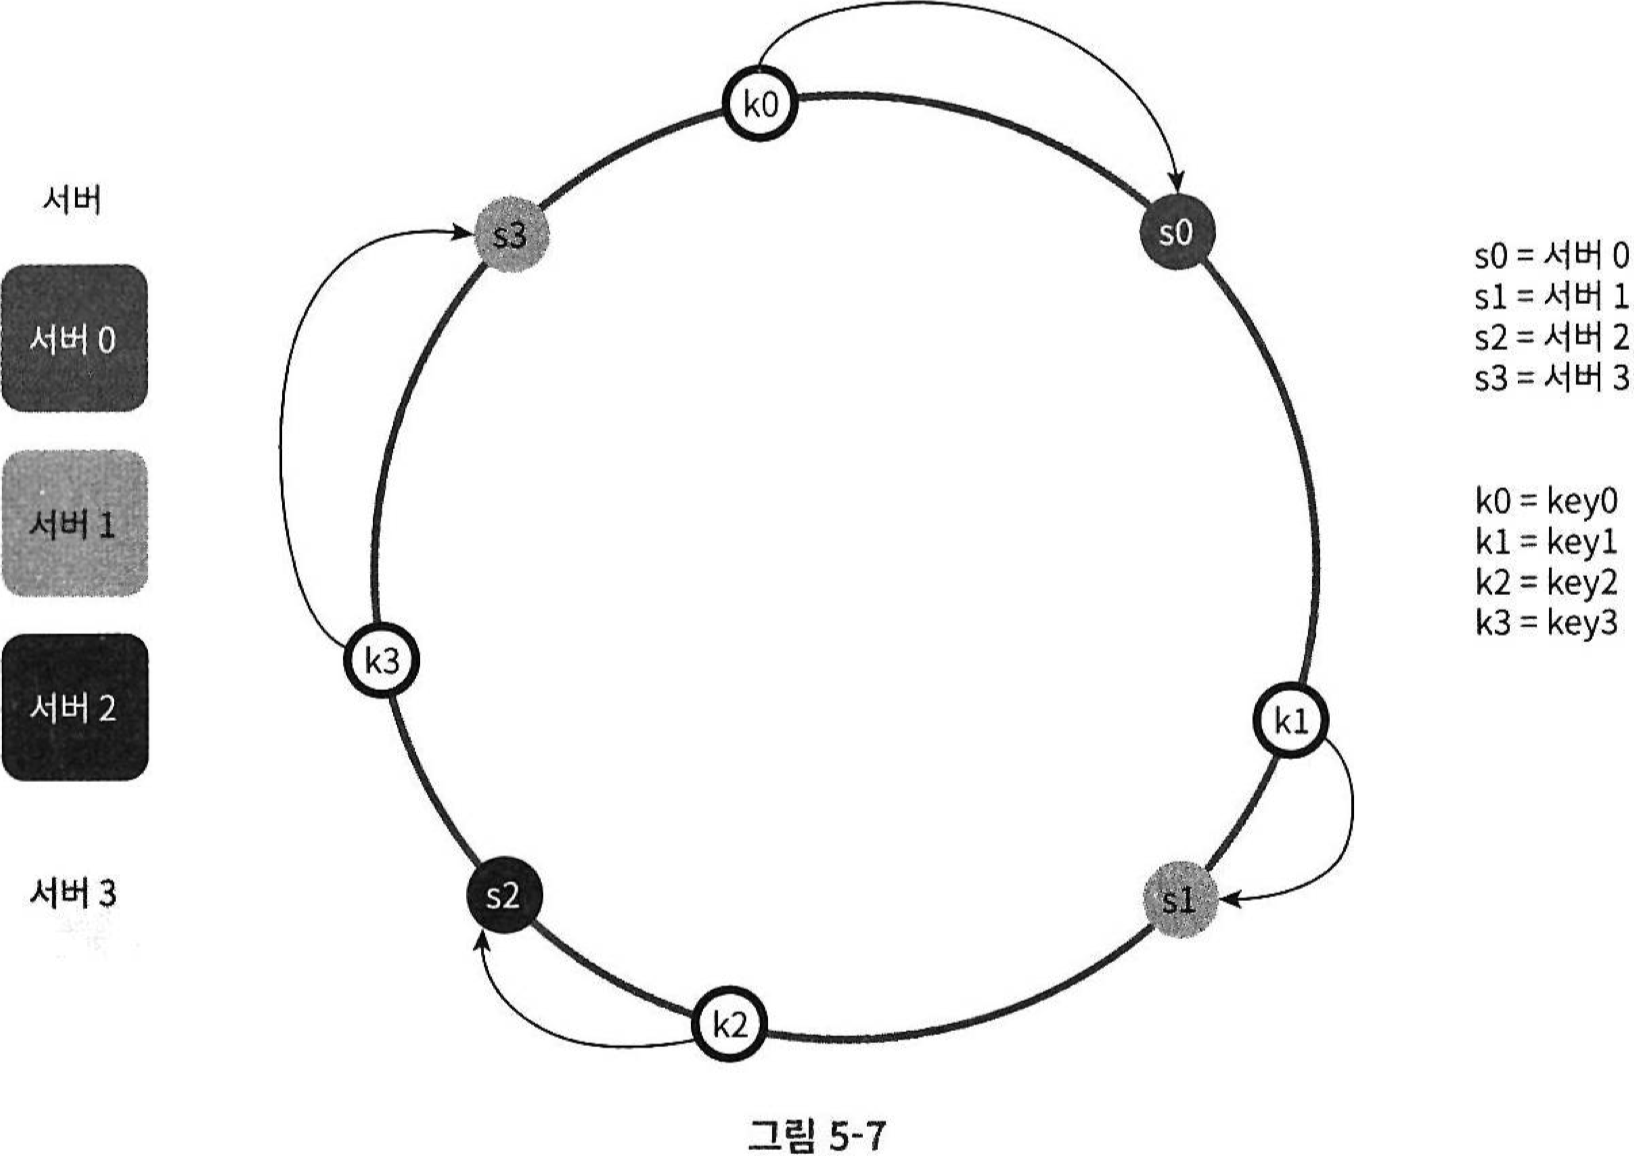 서버
서버 0
서버 1
서버 2
서버 3
k0
s0
k1
s1
k2
s2
k3
s3
s0 = 서버 0
s1 = 서버 1
s2 = 서버 2
s3 = 서버 3
k0 = key0
k1 = key1
k2 = key2
k3 = key3
그림 5-7